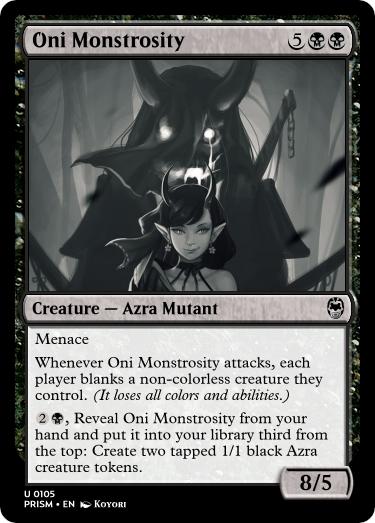 Oni Monstrosity 5
Creature — Azra Mutant
Menace
Whenever Oni Monstrosity attacks, each
player blanks a non-colorless creature they
control. (It loses all colors and abilities.)
2, Reveal Oni Monstrosity from your
hand and put it into your library third from
the top: Create two tapped 1/1 black Azra
creature tokens.
8/5
U 0105
PRISM • EN Koyori